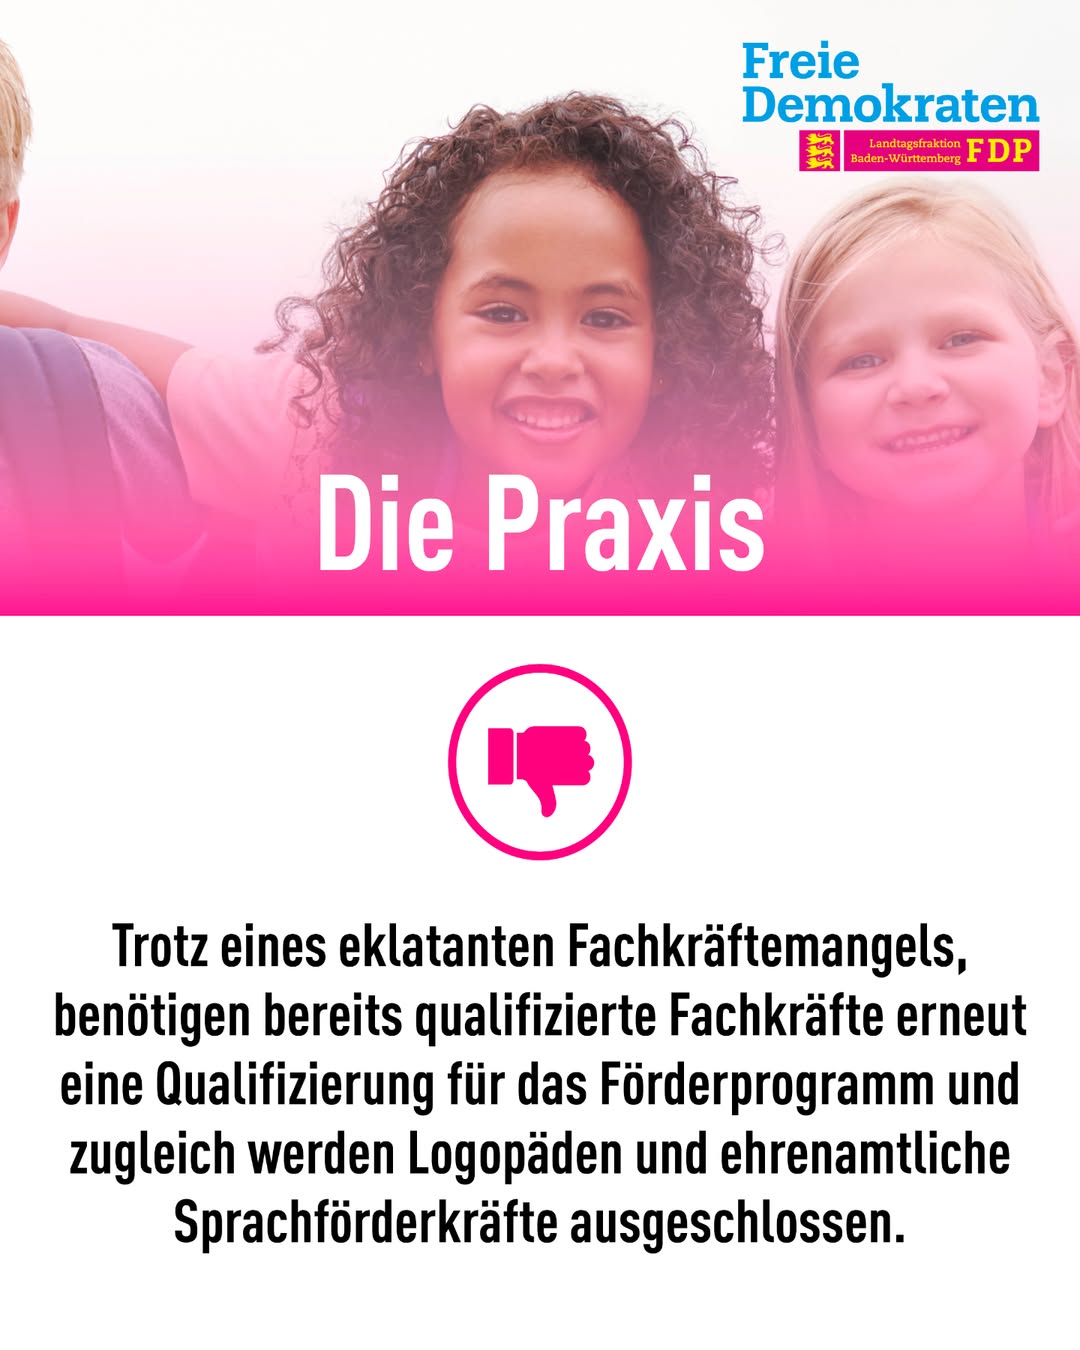 Freie
Demokraten
Landtagsfraktion
Baden-Württemberg FDP
Die Praxis
Trotz eines eklatanten Fachkräftemangels,
benötigen bereits qualifizierte Fachkräfte erneut
eine Qualifizierung für das Förderprogramm und
zugleich werden Logopäden und ehrenamtliche
Sprachförderkräfte ausgeschlossen.